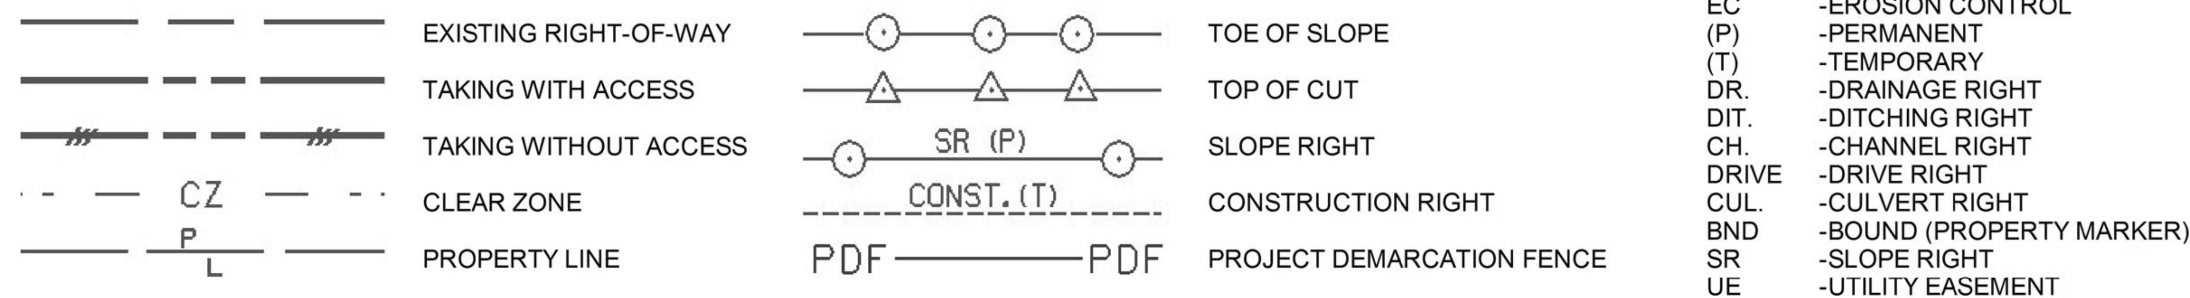 EXISTING RIGHT-OF-WAY
TAKING WITH ACCESS
TAKING WITHOUT ACCESS
CZ CLEAR ZONE
P
L PROPERTY LINE
TOE OF SLOPE
TOP OF CUT
SR (P) SLOPE RIGHT
CONST. (T) CONSTRUCTION RIGHT
PDF PDF PROJECT DEMARCATION FENCE
EC -EROSION CONTROL
(P) -PERMANENT
(T) -TEMPORARY
DR. -DRAINAGE RIGHT
DIT. -DITCHING RIGHT
CH. -CHANNEL RIGHT
DRIVE -DRIVE RIGHT
CUL. -CULVERT RIGHT
BND -BOUND (PROPERTY MARKER)
SR -SLOPE RIGHT
UE -UTILITY EASEMENT